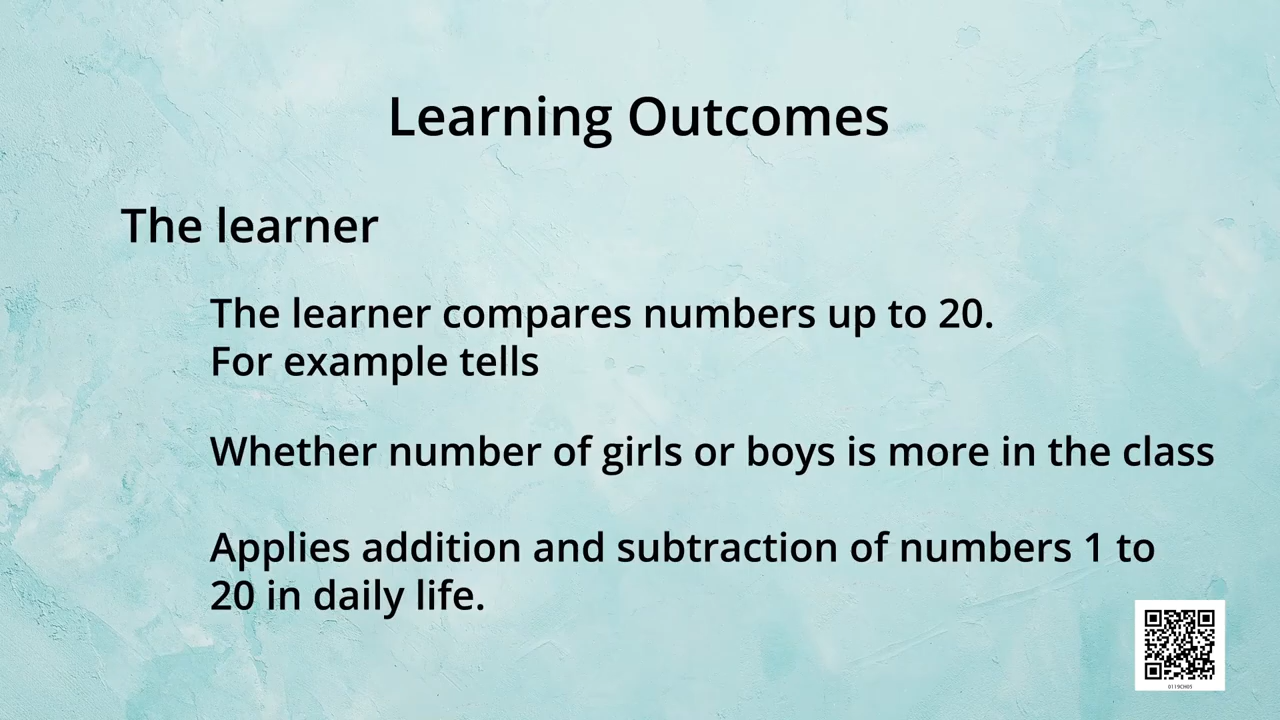 Learning Outcomes
The learner
The learner compares numbers up to 20.
For example tells
Whether number of girls or boys is more in the class
Applies addition and subtraction of numbers 1 to
20 in daily life.
0119CH05